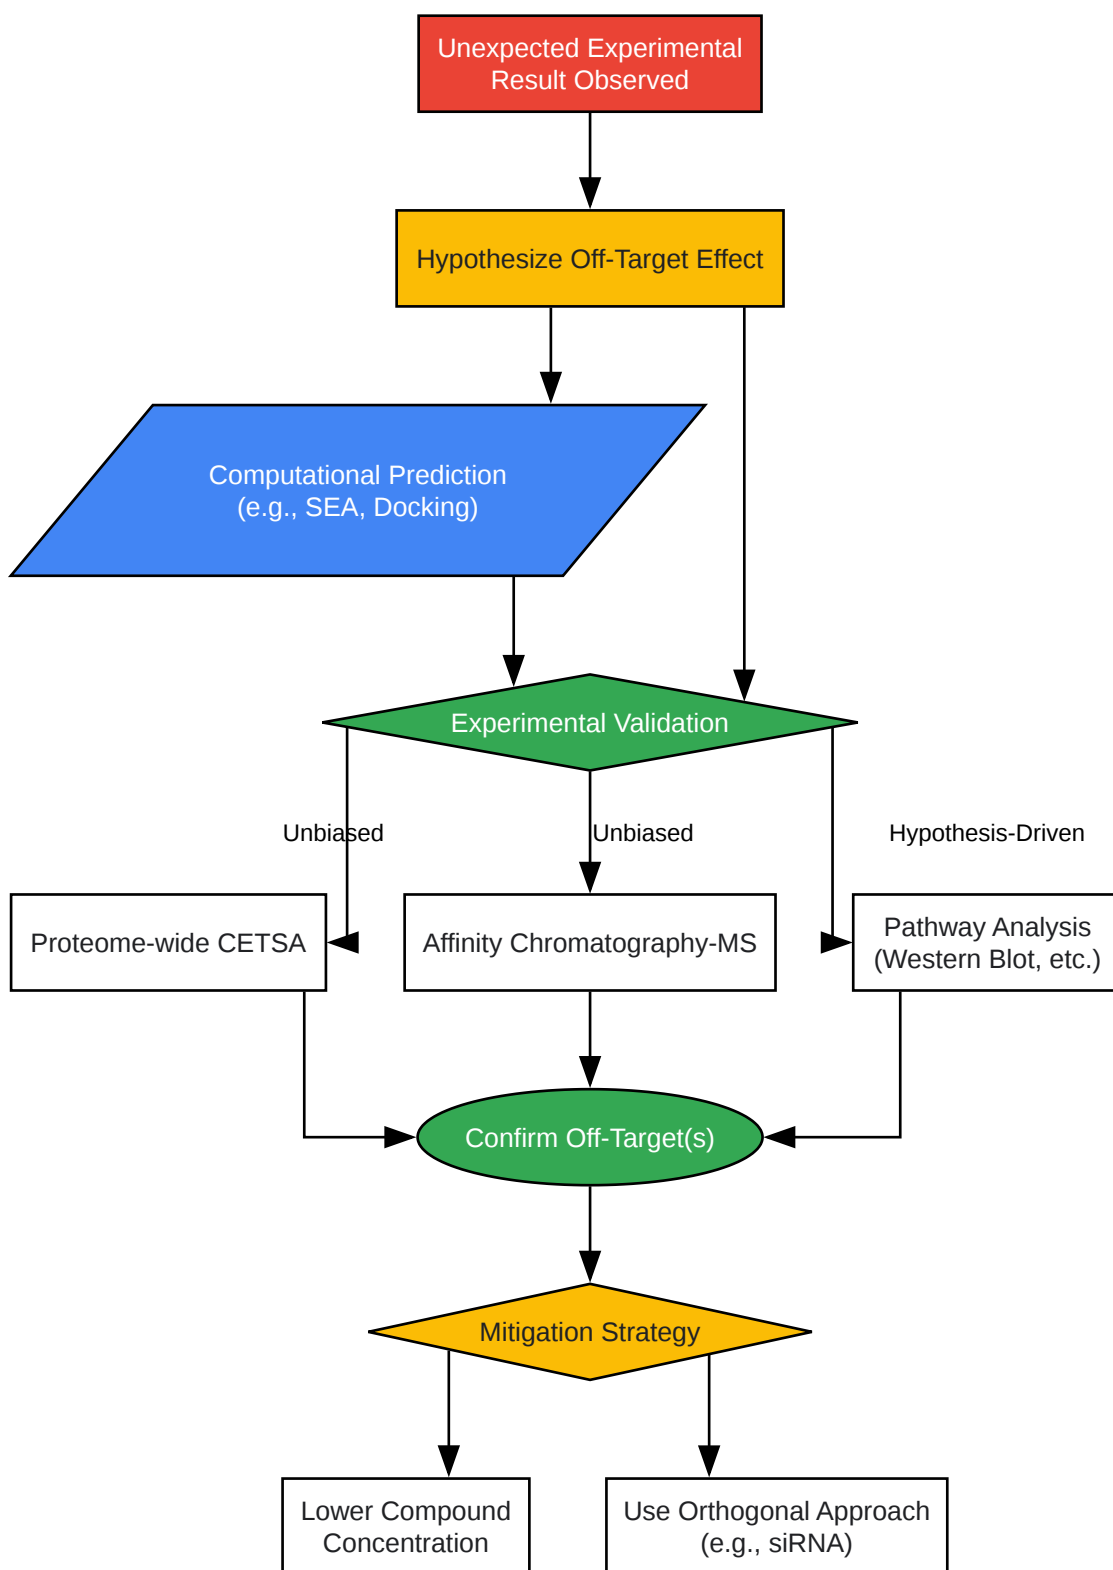 Unexpected Experimental
Result Observed
Hypothesize Off-Target Effect
Computational Prediction
(e.g., SEA, Docking)
Experimental Validation
Unbiased
Unbiased
Hypothesis-Driven
Proteome-wide CETSA
Affinity Chromatography-MS
Pathway Analysis
(Western Blot, etc.)
Confirm Off-Target(s)
Mitigation Strategy
Lower Compound
Concentration
Use Orthogonal Approach
(e.g., siRNA)